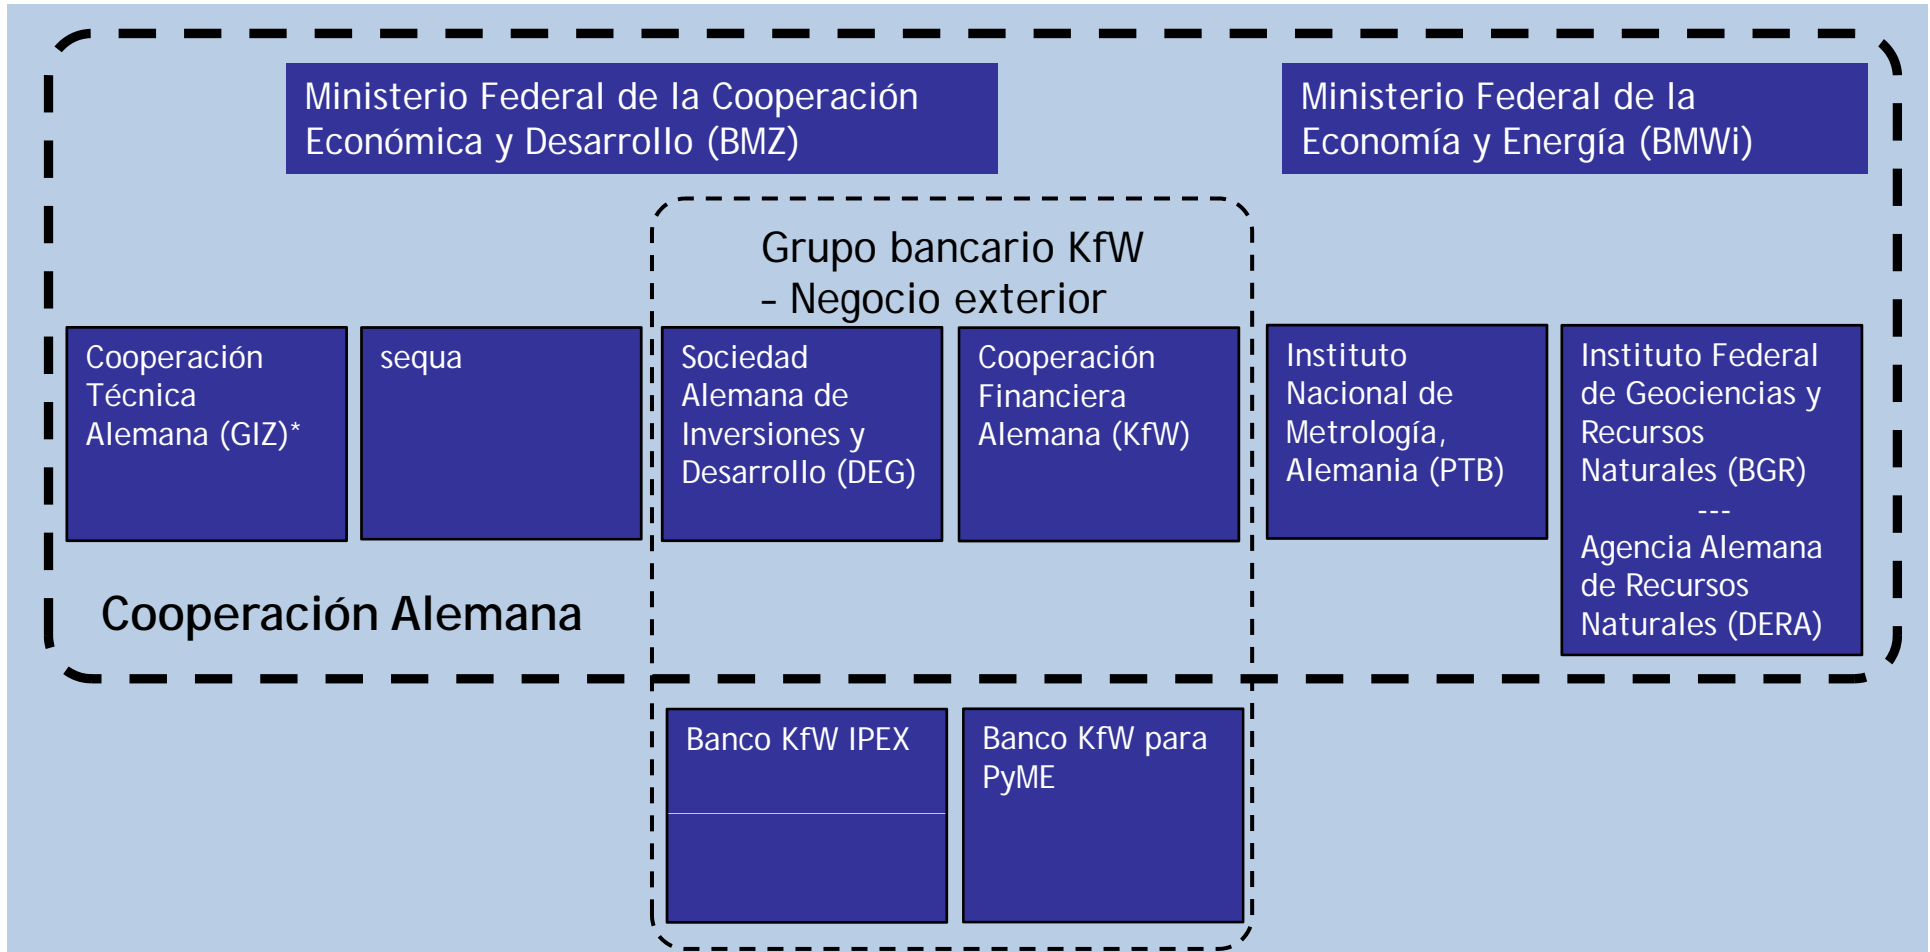 Ministerio Federal de la Cooperación
Económica y Desarrollo (BMZ)
Ministerio Federal de la
Economía y Energía (BMWi)
Grupo bancario KfW
– Negocio exterior
Cooperación
Técnica
Alemana (GIZ)*
sequa
Sociedad
Alemana de
Inversiones y
Desarrollo (DEG)
Cooperación
Financiera
Alemana (KfW)
Instituto
Nacional de
Metrología,
Alemania (PTB)
Instituto Federal
de Geociencias y
Recursos
Naturales (BGR)
---
Agencia Alemana
de Recursos
Naturales (DERA)
Cooperación Alemana
Banco KfW IPEX
Banco KfW para
PyME